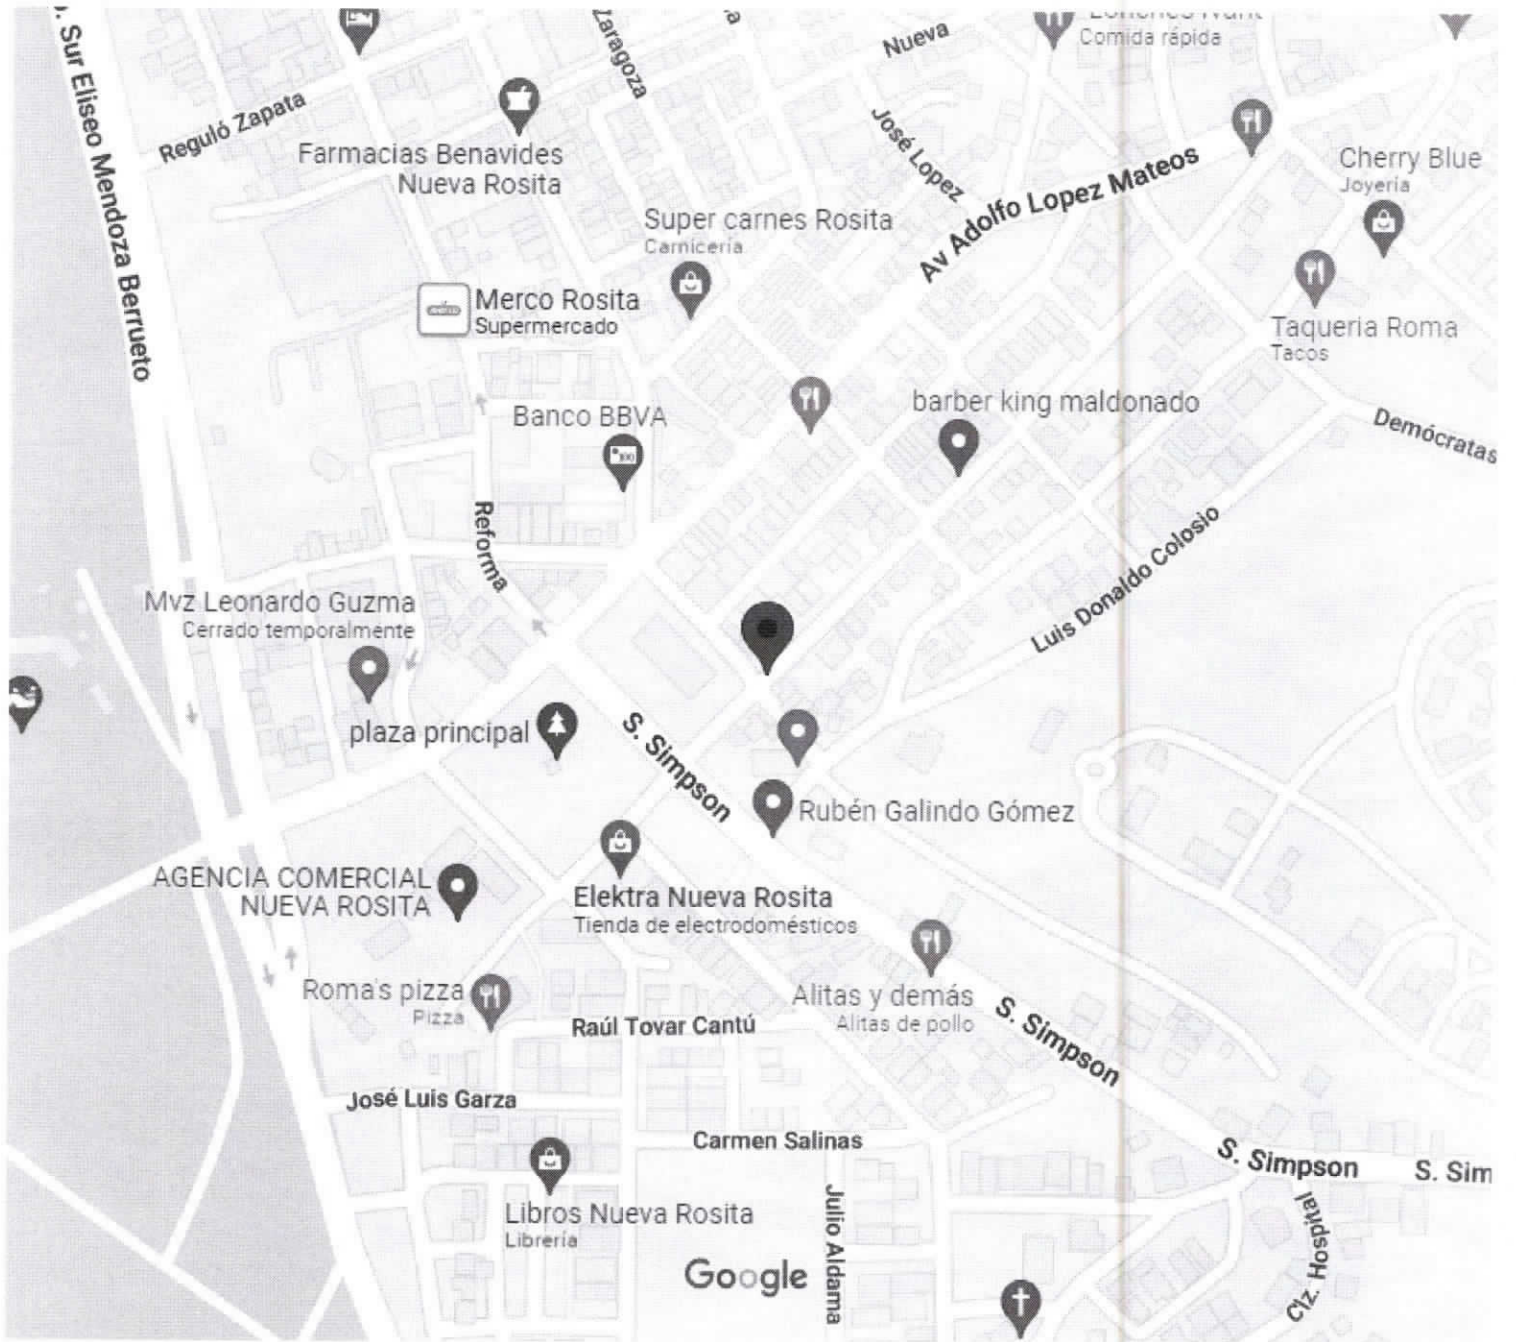 Sur Eliseo Mendoza Berrueto
Zaragoza
Nueva
Comida rápida
Reguló Zapata
Farmacias Benavides
Nueva Rosita
José Lopez
Av Adolfo Lopez Mateos
Cherry Blue
Joyería
Super carnes Rosita
Carnicería
Merco Rosita
Supermercado
Taqueria Roma
Tacos
Banco BBVA
barber king maldonado
Demócratas
Reforma
Luis Donaldo Colosio
Mvz Leonardo Guzma
Cerrado temporalmente
plaza principal
S. Simpson
Rubén Galindo Gómez
AGENCIA COMERCIAL
NUEVA ROSITA
Elektra Nueva Rosita
Tienda de electrodomésticos
Roma's pizza
Pizza
Alitas y demás
Alitas de pollo
S. Simpson
Raúl Tovar Cantú
José Luis Garza
Carmen Salinas
S. Simpson
S. Sim
Libros Nueva Rosita
Librería
Julio Aldama
Clz. Hospital
Google